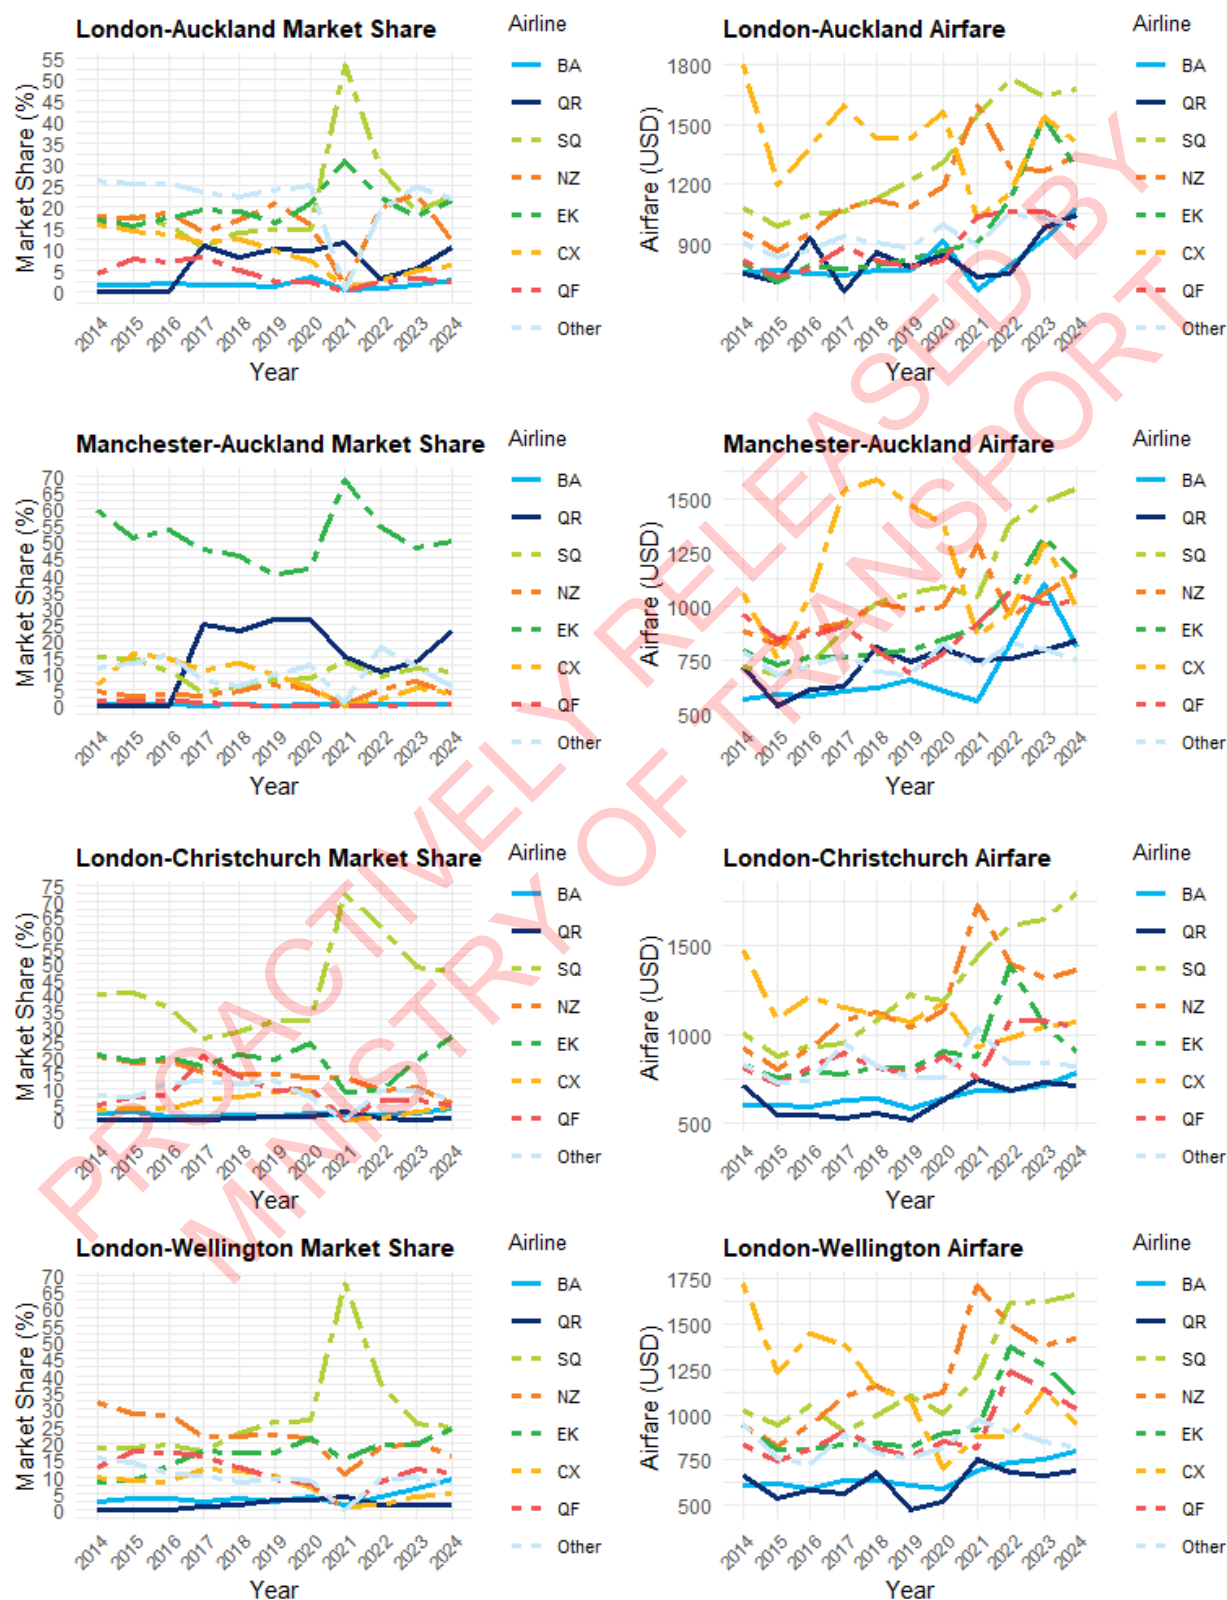 London-Auckland Market Share
Airline
Market Share (%)
55
50
45
40
35
30
25
20
15
10
5
0
2014 2015 2016 2017 2018 2019 2020 2021 2022 2023 2024
Year
BA
QR
SQ
NZ
EK
CX
QF
Other
London-Auckland Airfare
Airline
Airfare (USD)
1800
1500
1200
900
2014 2015 2016 2017 2018 2019 2020 2021 2022 2023 2024
Year
BA
QR
SQ
NZ
EK
CX
QF
Other
Manchester-Auckland Market Share
Airline
Market Share (%)
70
65
60
55
50
45
40
35
30
25
20
15
10
5
0
2014 2015 2016 2017 2018 2019 2020 2021 2022 2023 2024
Year
BA
QR
SQ
NZ
EK
CX
QF
Other
Manchester-Auckland Airfare
Airline
Airfare (USD)
1500
1250
1000
750
500
2014 2015 2016 2017 2018 2019 2020 2021 2022 2023 2024
Year
BA
QR
SQ
NZ
EK
CX
QF
Other
London-Christchurch Market Share
Airline
Market Share (%)
75
70
65
60
55
50
45
40
35
30
25
20
15
10
5
0
2014 2015 2016 2017 2018 2019 2020 2021 2022 2023 2024
Year
BA
QR
SQ
NZ
EK
CX
QF
Other
London-Christchurch Airfare
Airline
Airfare (USD)
1500
1000
500
2014 2015 2016 2017 2018 2019 2020 2021 2022 2023 2024
Year
BA
QR
SQ
NZ
EK
CX
QF
Other
London-Wellington Market Share
Airline
Market Share (%)
70
65
60
55
50
45
40
35
30
25
20
15
10
5
0
2014 2015 2016 2017 2018 2019 2020 2021 2022 2023 2024
Year
BA
QR
SQ
NZ
EK
CX
QF
Other
London-Wellington Airfare
Airline
Airfare (USD)
1750
1500
1250
1000
750
500
2014 2015 2016 2017 2018 2019 2020 2021 2022 2023 2024
Year
BA
QR
SQ
NZ
EK
CX
QF
Other
PROACTIVELY RELEASED BY
MINISTRY OF TRANSPORT